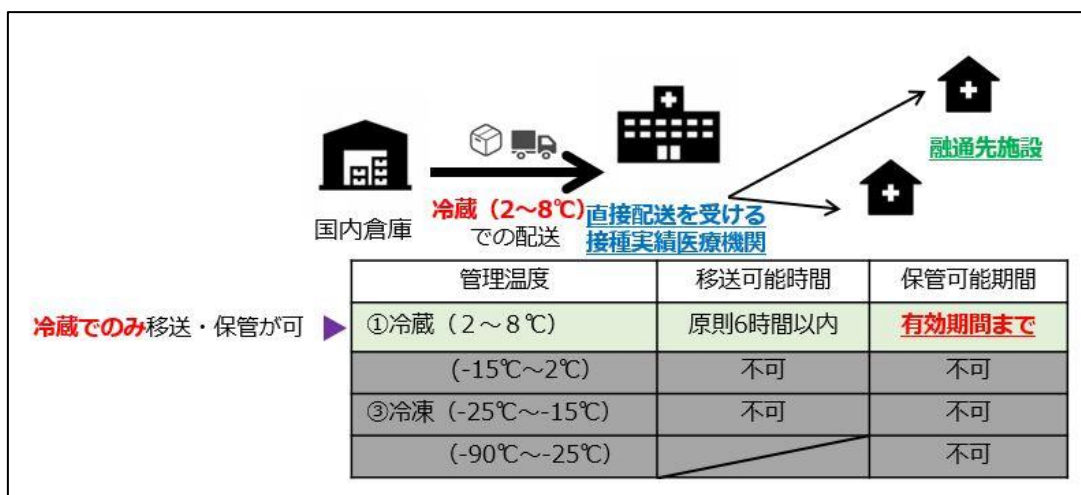 融通先施設
国内倉庫
冷蔵（2～8℃）
での配送
直接配送を受ける
接種実績医療機関
冷蔵でのみ移送・保管が可
管理温度 移送可能時間 保管可能期間
①冷蔵（2～8℃） 原則6時間以内 有効期間まで
(-15℃～2℃) 不可 不可
③冷凍（-25℃～-15℃） 不可 不可
(-90℃～-25℃) 不可